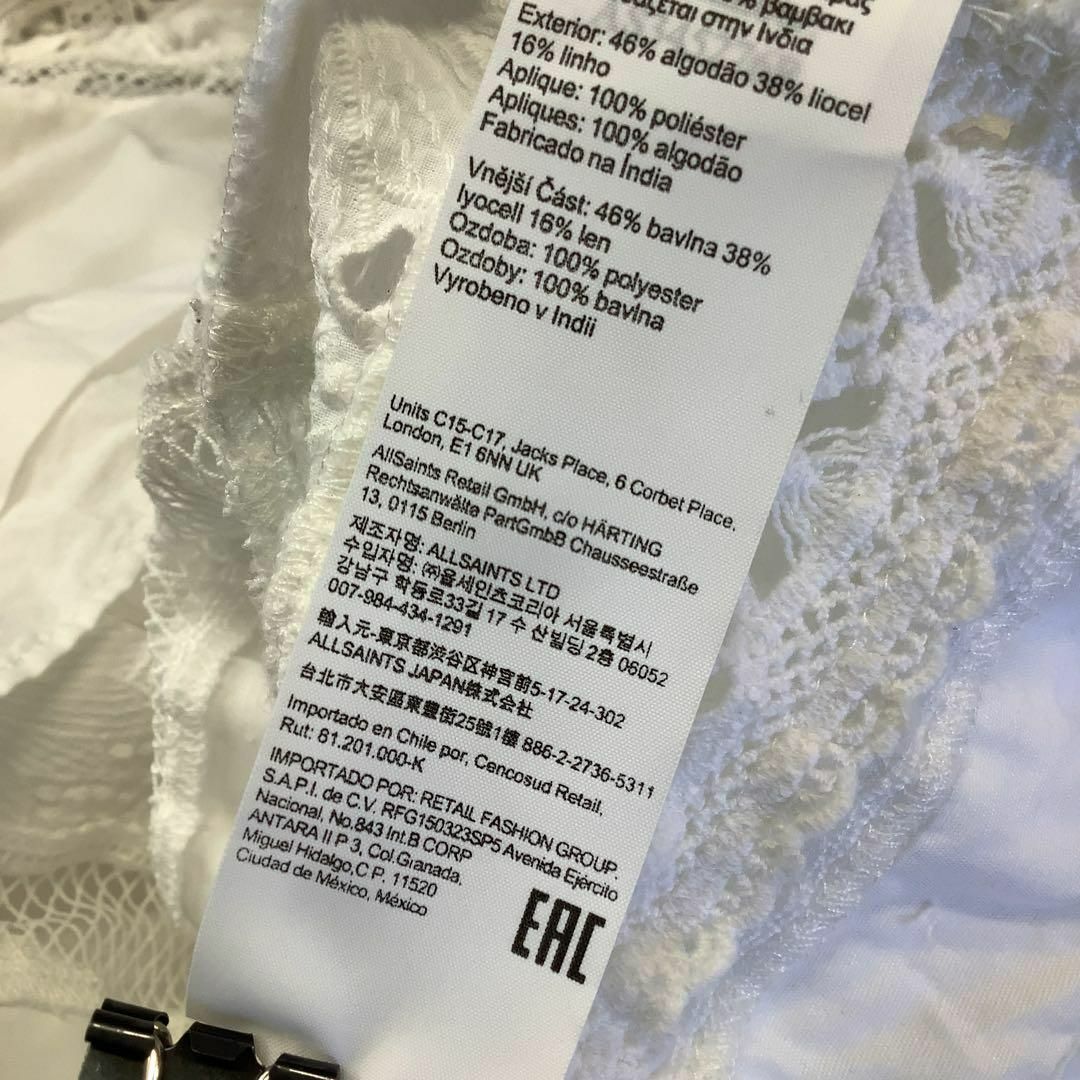 βαμβακι
στην Ινδια
Exterior: 46% algodão 38% liocel
16% linho
Aplique: 100% poliéster
Apliques: 100% algodão
Fabricado na Índia
Vnější Část: 46% bavlna 38%
lyocell 16% len
Ozdoba: 100% polyester
Ozdoby: 100% bavlna
Vyrobeno v Indii
Units C15-C17, Jacks Place, 6 Corbet Place,
London, E1 6NN UK
AllSaints Retail GmbH, c/o HÄRTING
Rechtsanwälte PartGmbB Chausseestraße
13, 0115 Berlin
제조자명: ALLSAINTS LTD
수입자명: ㈜올세인츠코리아 서울특별시
강남구 학동로33길 17 수 산빌딩 2층 06052
007-984-434-1291
輸入元-東京都渋谷区神宮前5-17-24-302
ALLSAINTS JAPAN株式会社
台北市大安區東豐街25號1樓 886-2-2736-5311
Importado en Chile por, Cencosud Retail,
Rut: 81.201.000-K
IMPORTADO POR: RETAIL FASHION GROUP.
S.A.P.I. de C.V. RFG150323SP5 Avenida Ejército
Nacional, No.843 Int.B CORP
ANTARA II P 3, Col.Granada,
Miguel Hidalgo,C P. 11520
Ciudad de México, México
EAC